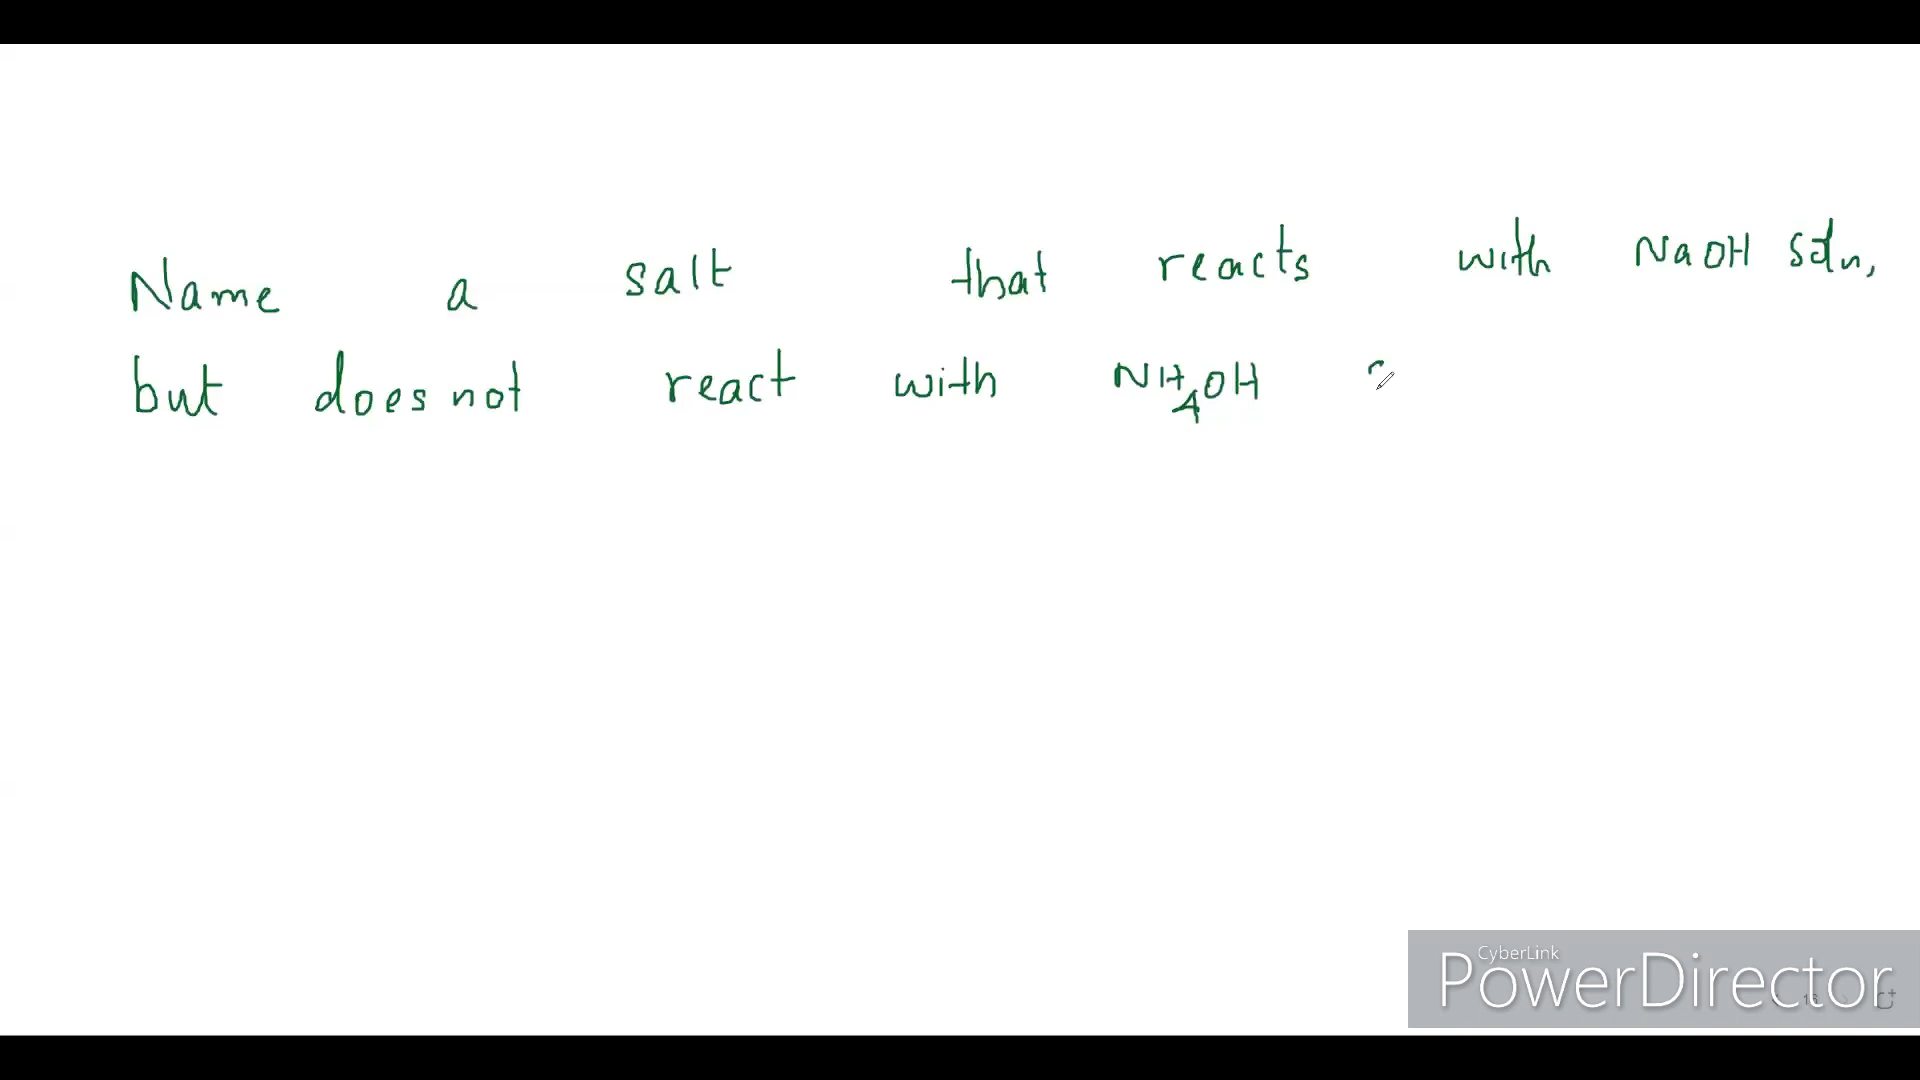 Name a salt that reacts with NaOH soln,
but does not react with NH4OH
CyberLink
PowerDirector